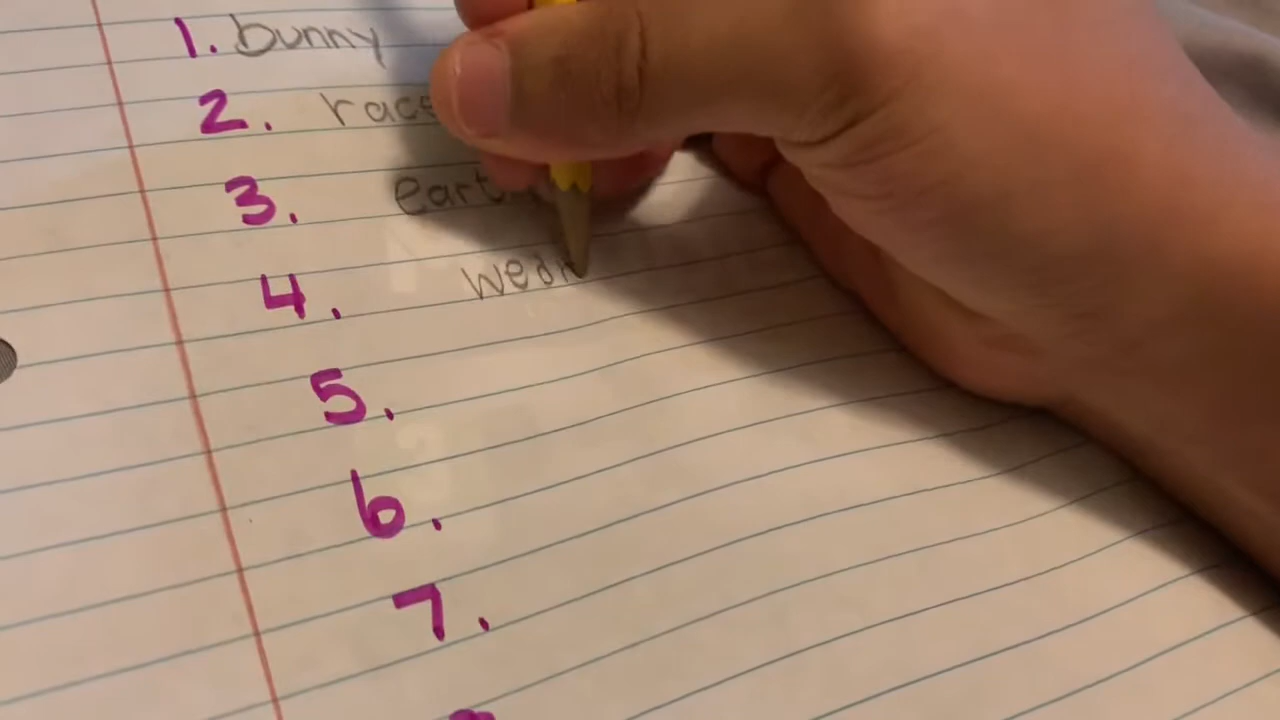 1. bunny
2. race
3. eart
4. wedn
5.
6.
7.